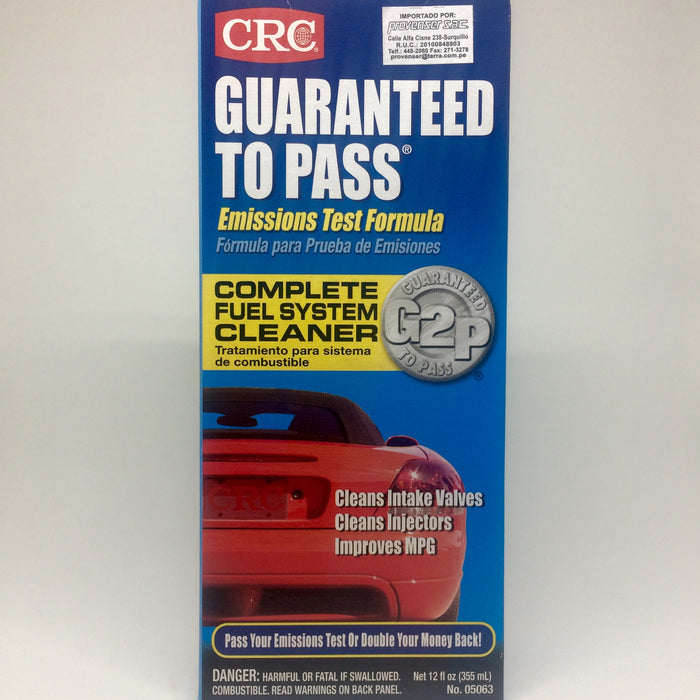 CRC
IMPORTADO POR:
provenser s.a.c.
Calle Alfa Cisne 238-Surquillo
R.U.C.: 20100848903
Telf.: 448-2860 Fax: 271-3278
provenser@terra.com.pe
GUARANTEED
TO PASS®
Emissions Test Formula
Fórmula para Prueba de Emisiones
COMPLETE
FUEL SYSTEM
CLEANER
Tratamiento para sistema
de combustible
GUARANTEED
G2P
TO PASS
®
CRC
Cleans Intake Valves
Cleans Injectors
Improves MPG
Pass Your Emissions Test Or Double Your Money Back!
DANGER: HARMFUL OR FATAL IF SWALLOWED.
COMBUSTIBLE. READ WARNINGS ON BACK PANEL.
Net 12 fl oz (355 mL)
No. 05063